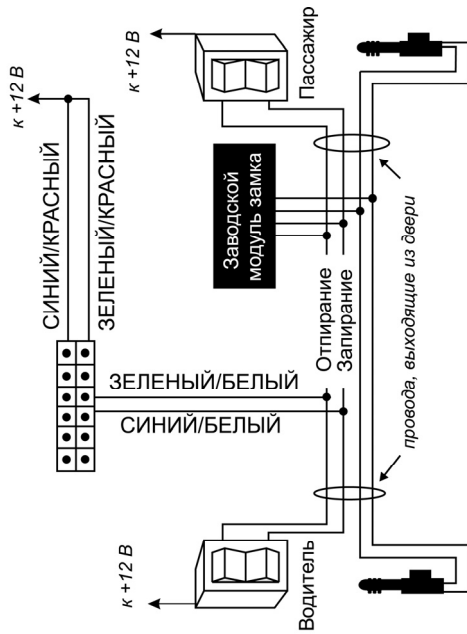 к +12 В
СИНИЙ/КРАСНЫЙ
ЗЕЛЕНЫЙ/КРАСНЫЙ
к +12 В
Пассажир
Заводской
модуль замка
ЗЕЛЕНЫЙ/БЕЛЫЙ
СИНИЙ/БЕЛЫЙ
Отпирание
Запирание
провода, выходящие из двери
к +12 В
Водитель